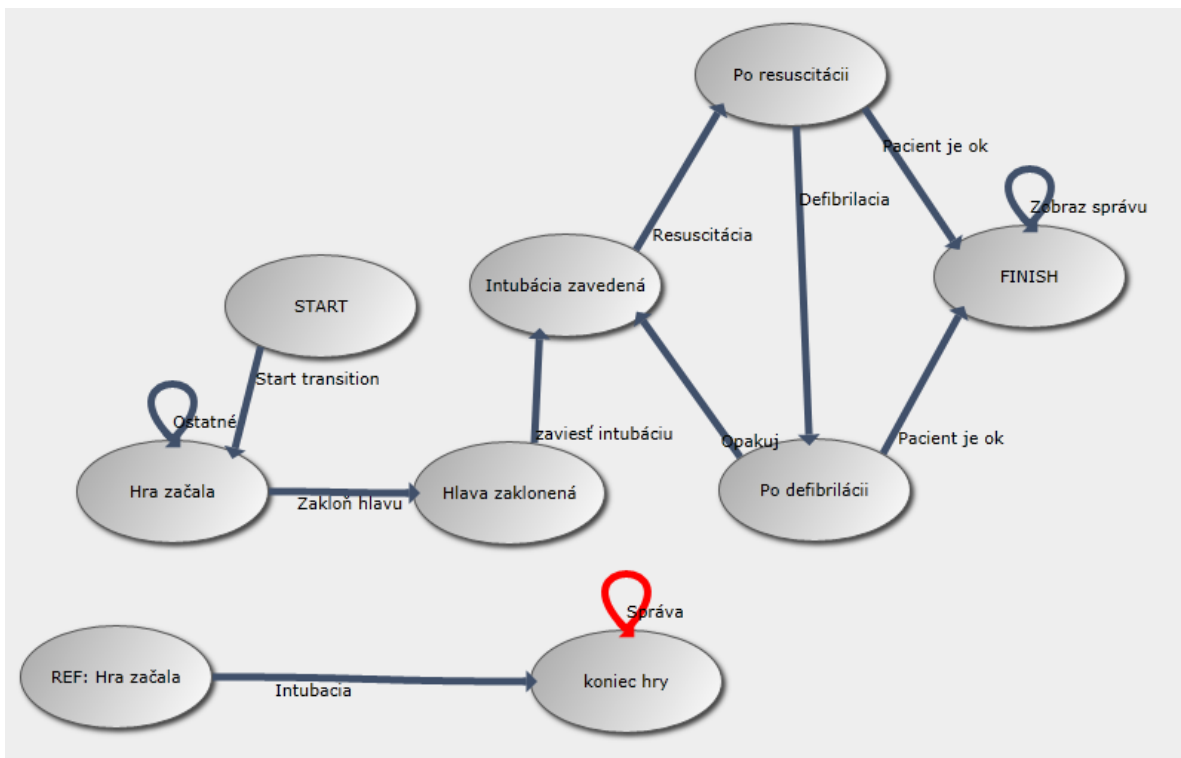 Po resuscitácii
Pacient je ok
Defibrilacia
Zobraz správu
Resuscitácia
Intubácia zavedená
FINISH
START
Start transition
Ostatné
zaviesť intubáciu
Opakuj
Pacient je ok
Hra začala
Zakloň hlavu
Hlava zaklonená
Po defibrilácii
Správa
REF: Hra začala
Intubacia
koniec hry